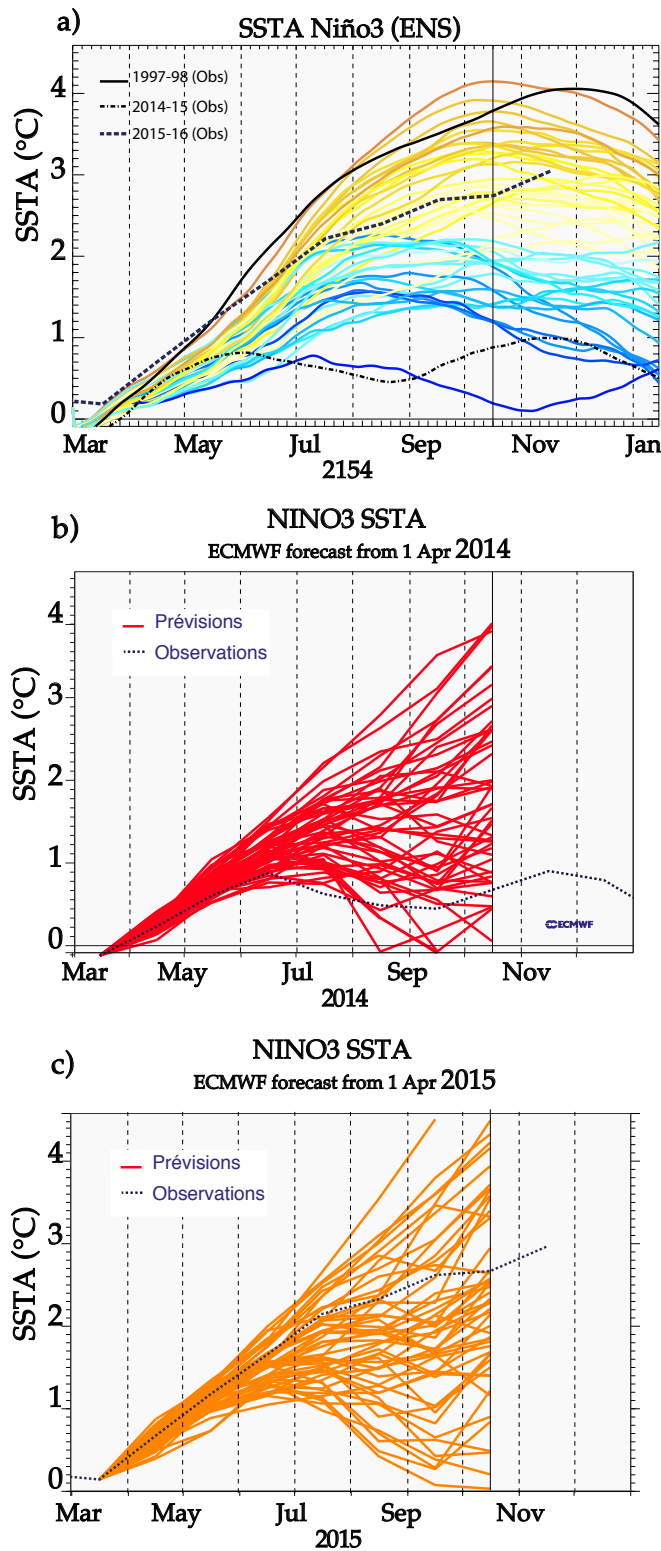 a)
SSTA Niño3 (ENS)
1997-98 (Obs)
2014-15 (Obs)
2015-16 (Obs)
SSTA (°C)
4
3
2
1
0
Mar May Jul Sep Nov Jan
2154
b)
NINO3 SSTA
ECMWF forecast from 1 Apr 2014
Prévisions
Observations
SSTA (°C)
4
3
2
1
0
ECMWF
Mar May Jul Sep Nov
2014
c)
NINO3 SSTA
ECMWF forecast from 1 Apr 2015
Prévisions
Observations
SSTA (°C)
4
3
2
1
0
Mar May Jul Sep Nov
2015